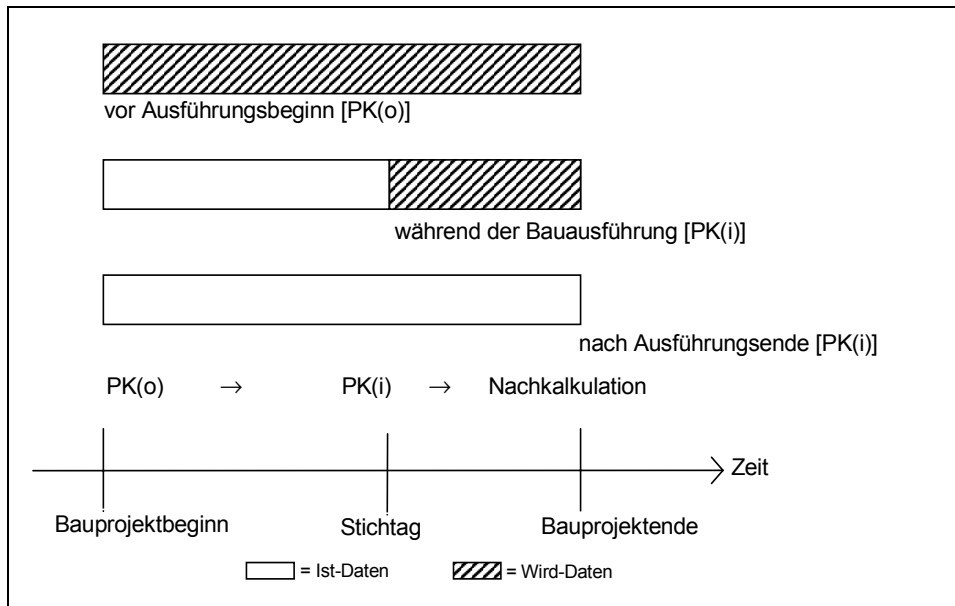 vor Ausführungsbeginn [PK(o)]
während der Bauausführung [PK(i)]
nach Ausführungsende [PK(i)]
PK(o) → PK(i) → Nachkalkulation
Zeit
Bauprojektbeginn Stichtag Bauprojektende
= Ist-Daten = Wird-Daten